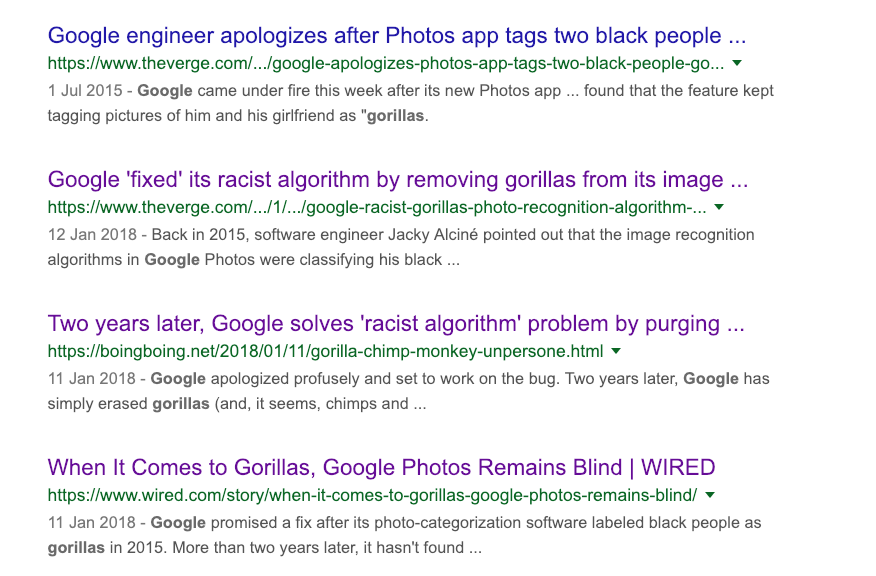 Google engineer apologizes after Photos app tags two black people ...
https://www.theverge.com/.../google-apologizes-photos-app-tags-two-black-people-go...
1 Jul 2015 - Google came under fire this week after its new Photos app ... found that the feature kept
tagging pictures of him and his girlfriend as "gorillas.
Google 'fixed' its racist algorithm by removing gorillas from its image ...
https://www.theverge.com/.../1/.../google-racist-gorillas-photo-recognition-algorithm-...
12 Jan 2018 - Back in 2015, software engineer Jacky Alciné pointed out that the image recognition
algorithms in Google Photos were classifying his black ...
Two years later, Google solves 'racist algorithm' problem by purging ...
https://boingboing.net/2018/01/11/gorilla-chimp-monkey-unpersone.html
11 Jan 2018 - Google apologized profusely and set to work on the bug. Two years later, Google has
simply erased gorillas (and, it seems, chimps and ...
When It Comes to Gorillas, Google Photos Remains Blind | WIRED
https://www.wired.com/story/when-it-comes-to-gorillas-google-photos-remains-blind/
11 Jan 2018 - Google promised a fix after its photo-categorization software labeled black people as
gorillas in 2015. More than two years later, it hasn't found ...